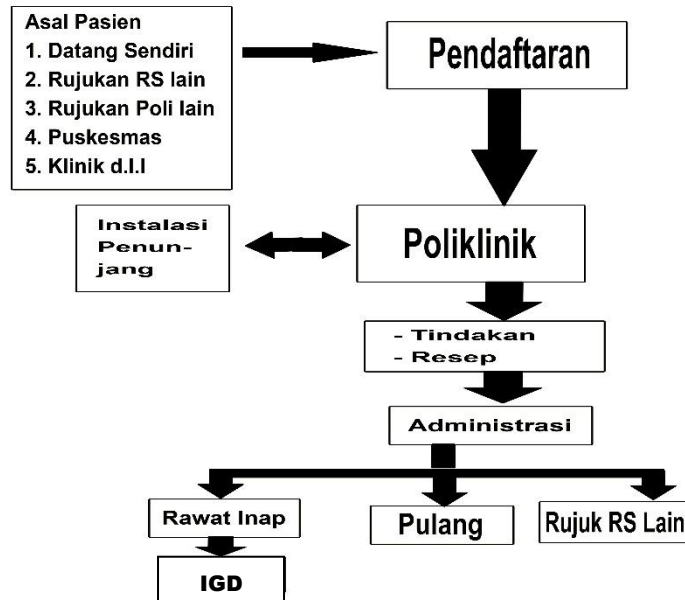 Asal Pasien
1. Datang Sendiri
2. Rujukan RS lain
3. Rujukan Poli lain
4. Puskesmas
5. Klinik d.I.I
Pendaftaran
Instalasi
Penun-
jang
Poliklinik
- Tindakan
- Resep
Administrasi
Rawat Inap
Pulang
Rujuk RS Lain
IGD